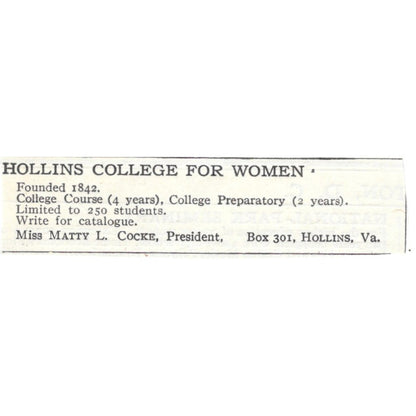 HOLLINS COLLEGE FOR WOMEN
Founded 1842.
College Course (4 years), College Preparatory (2 years).
Limited to 250 students.
Write for catalogue.
Miss MATTY L. COCKE, President, Box 301, HOLLINS, Va.